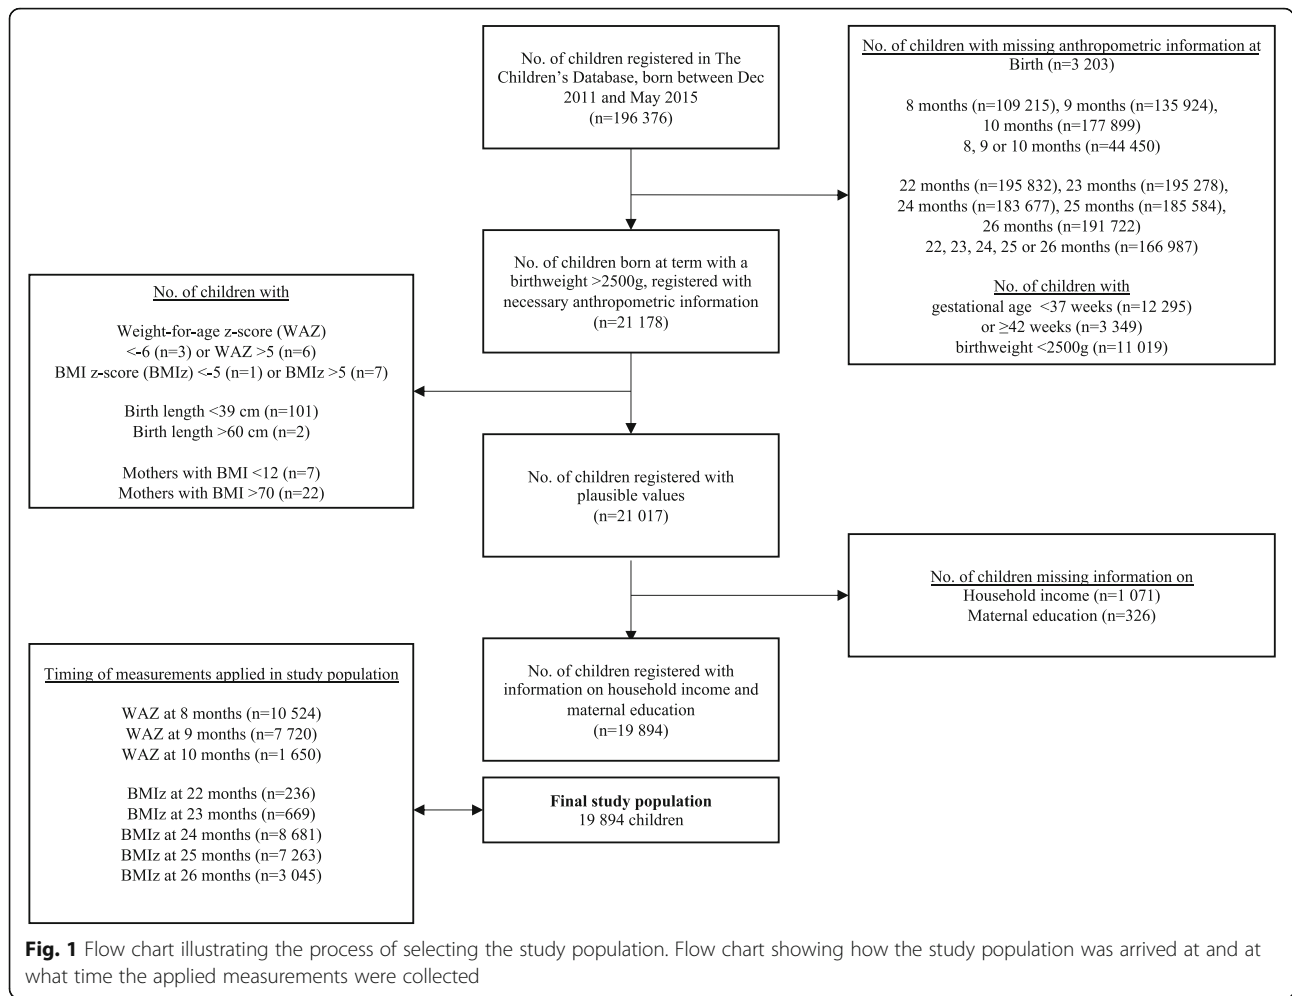 No. of children registered in The
Children's Database, born between Dec
2011 and May 2015
(n=196 376)
No. of children with missing anthropometric information at
Birth (n=3 203)
8 months (n=109 215), 9 months (n=135 924),
10 months (n=177 899)
8, 9 or 10 months (n=44 450)
22 months (n=195 832), 23 months (n=195 278),
24 months (n=183 677), 25 months (n=185 584),
26 months (n=191 722)
22, 23, 24, 25 or 26 months (n=166 987)
No. of children with
gestational age <37 weeks (n=12 295)
or ≥42 weeks (n=3 349)
birthweight <2500g (n=11 019)
No. of children born at term with a
birthweight >2500g, registered with
necessary anthropometric information
(n=21 178)
No. of children with
Weight-for-age z-score (WAZ)
<-6 (n=3) or WAZ >5 (n=6)
BMI z-score (BMIz) <-5 (n=1) or BMIz >5 (n=7)
Birth length <39 cm (n=101)
Birth length >60 cm (n=2)
Mothers with BMI <12 (n=7)
Mothers with BMI >70 (n=22)
No. of children registered with
plausible values
(n=21 017)
No. of children missing information on
Household income (n=1 071)
Maternal education (n=326)
No. of children registered with
information on household income and
maternal education
(n=19 894)
Timing of measurements applied in study population
WAZ at 8 months (n=10 524)
WAZ at 9 months (n=7 720)
WAZ at 10 months (n=1 650)
BMIz at 22 months (n=236)
BMIz at 23 months (n=669)
BMIz at 24 months (n=8 681)
BMIz at 25 months (n=7 263)
BMIz at 26 months (n=3 045)
Final study population
19 894 children
Fig. 1 Flow chart illustrating the process of selecting the study population. Flow chart showing how the study population was arrived at and at
what time the applied measurements were collected